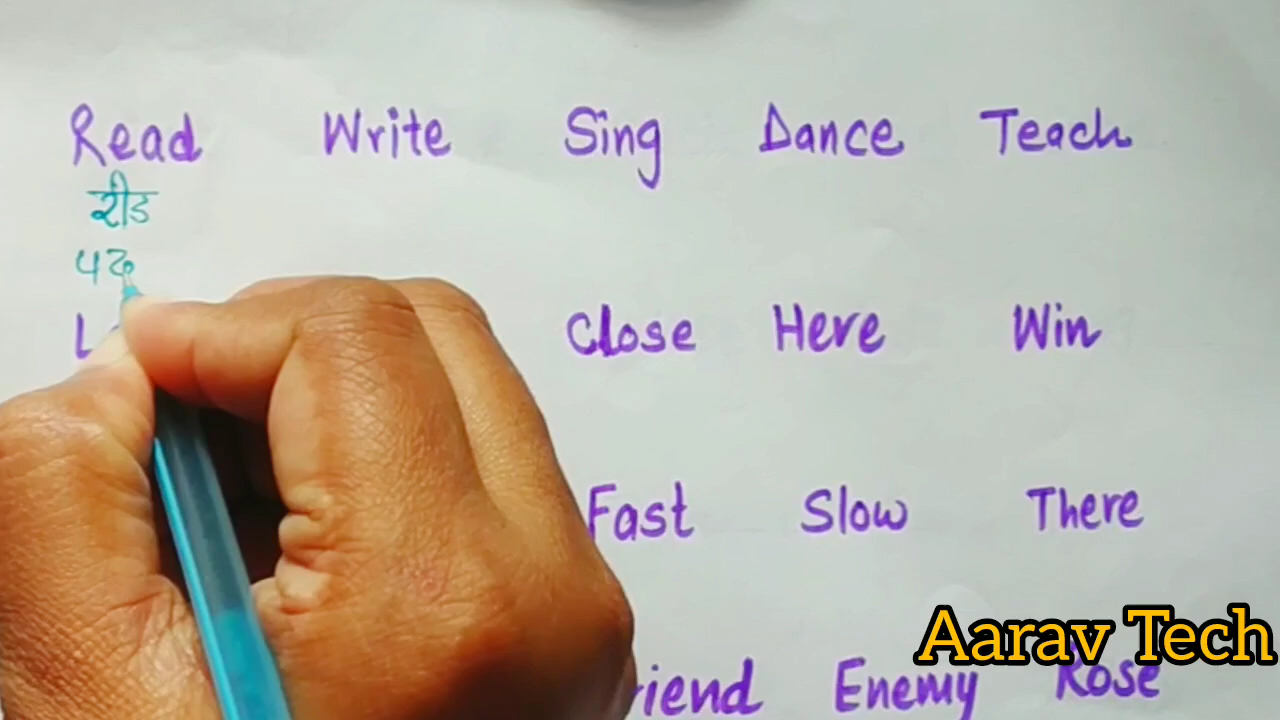 Read Write Sing Dance Teach
रीड
पढ
Close Here Win
Fast Slow There
Enemy Rose
Aarav Tech